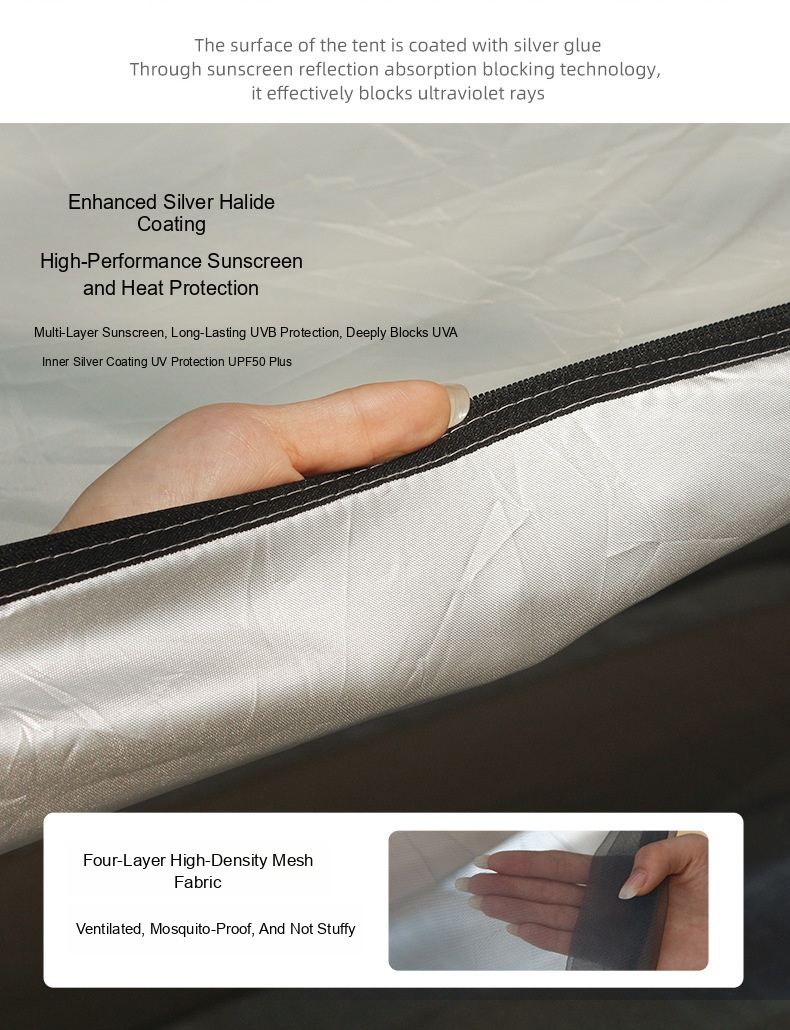 The surface of the tent is coated with silver glue
Through sunscreen reflection absorption blocking technology,
it effectively blocks ultraviolet rays
Enhanced Silver Halide
Coating
High-Performance Sunscreen
and Heat Protection
Multi-Layer Sunscreen, Long-Lasting UVB Protection, Deeply Blocks UVA
Inner Silver Coating UV Protection UPF50 Plus
Four-Layer High-Density Mesh
Fabric
Ventilated, Mosquito-Proof, And Not Stuffy